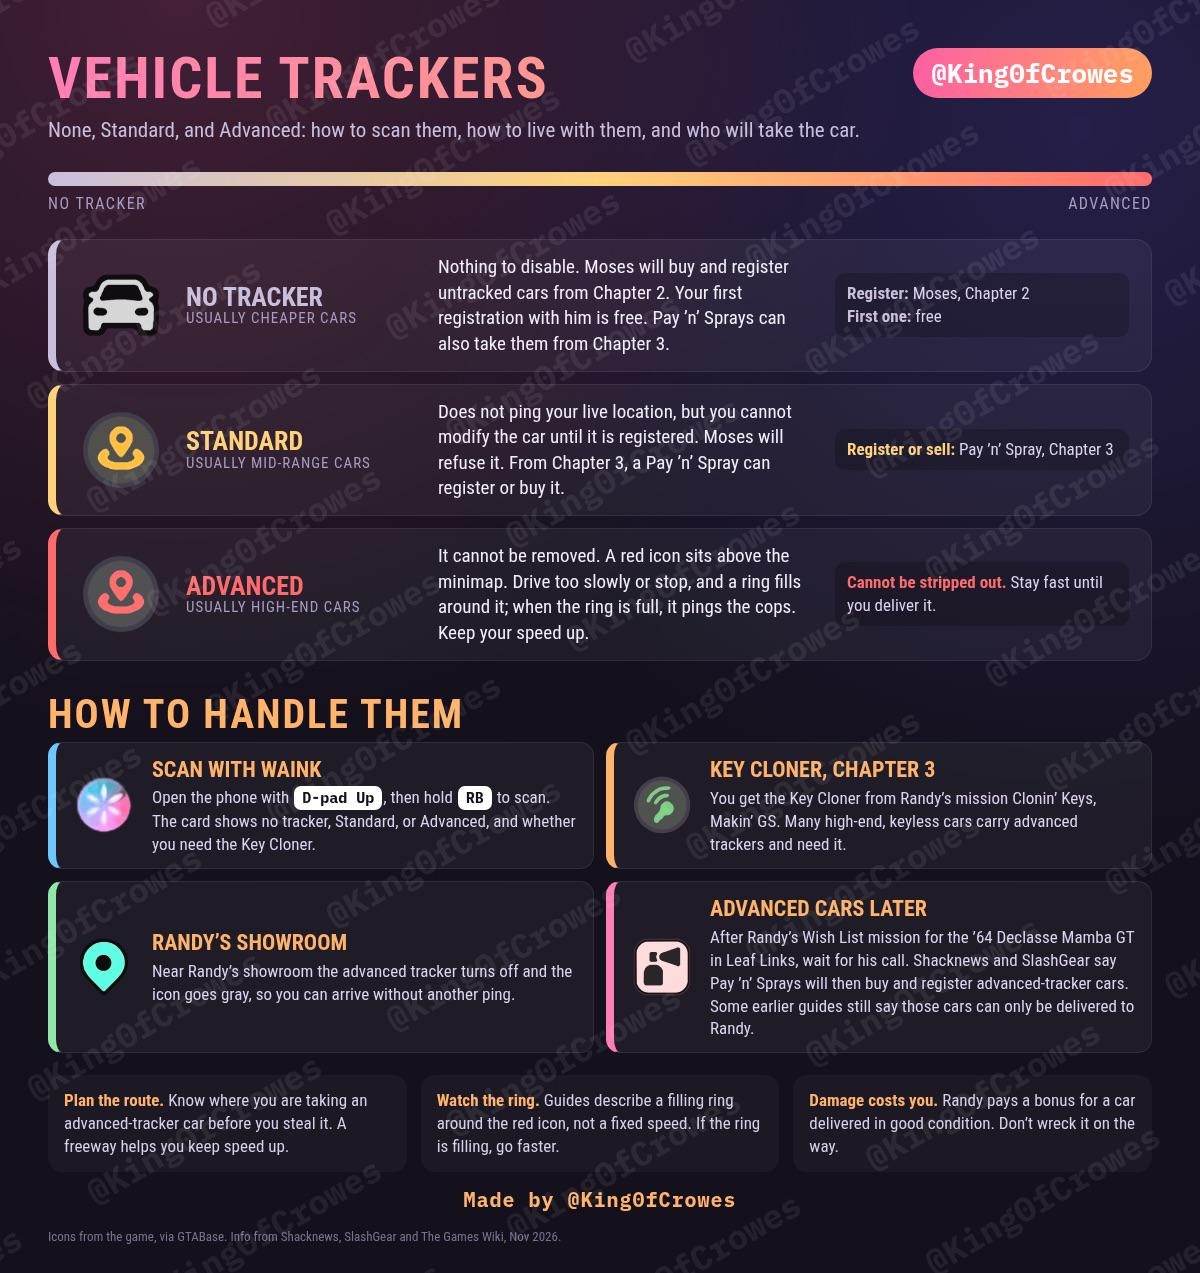 VEHICLE TRACKERS
@King0fCrowes
None, Standard, and Advanced: how to scan them, how to live with them, and who will take the car.
NO TRACKER
ADVANCED
NO TRACKER
USUALLY CHEAPER CARS
Nothing to disable. Moses will buy and register
untracked cars from Chapter 2. Your first
registration with him is free. Pay ’n’ Sprays can
also take them from Chapter 3.
Register: Moses, Chapter 2
First one: free
STANDARD
USUALLY MID-RANGE CARS
Does not ping your live location, but you cannot
modify the car until it is registered. Moses will
refuse it. From Chapter 3, a Pay ’n’ Spray can
register or buy it.
Register or sell: Pay ’n’ Spray, Chapter 3
ADVANCED
USUALLY HIGH-END CARS
It cannot be removed. A red icon sits above the
minimap. Drive too slowly or stop, and a ring fills
around it; when the ring is full, it pings the cops.
Keep your speed up.
Cannot be stripped out. Stay fast until
you deliver it.
HOW TO HANDLE THEM
SCAN WITH WAINK
Open the phone with D-pad Up, then hold RB to scan.
The card shows no tracker, Standard, or Advanced, and whether
you need the Key Cloner.
KEY CLONER, CHAPTER 3
You get the Key Cloner from Randy’s mission Clonin’ Keys,
Makin’ GS. Many high-end, keyless cars carry advanced
trackers and need it.
RANDY’S SHOWROOM
Near Randy’s showroom the advanced tracker turns off and the
icon goes gray, so you can arrive without another ping.
ADVANCED CARS LATER
After Randy’s Wish List mission for the ’64 Declasse Mamba GT
in Leaf Links, wait for his call. Shacknews and SlashGear say
Pay ’n’ Sprays will then buy and register advanced-tracker cars.
Some earlier guides still say those cars can only be delivered to
Randy.
Plan the route. Know where you are taking an
advanced-tracker car before you steal it. A
freeway helps you keep speed up.
Watch the ring. Guides describe a filling ring
around the red icon, not a fixed speed. If the ring
is filling, go faster.
Damage costs you. Randy pays a bonus for a car
delivered in good condition. Don’t wreck it on the
way.
Made by @King0fCrowes
Icons from the game, via GTABase. Info from Shacknews, SlashGear and The Games Wiki, Nov 2026.